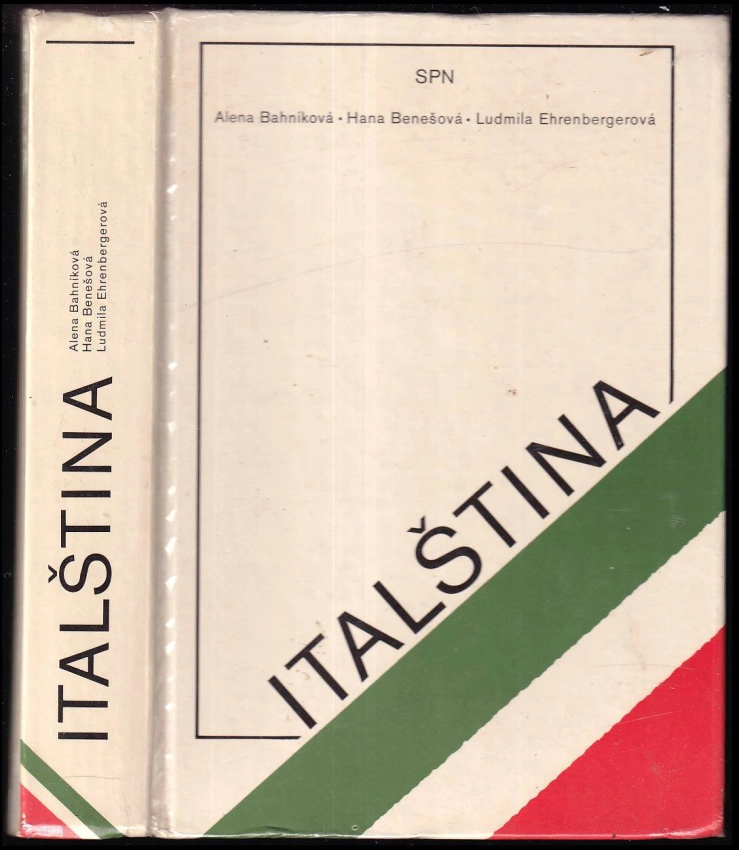 SPN
Alena Bahníková · Hana Benešová · Ludmila Ehrenbergerová
ITALŠTINA
Alena Bahníková
Hana Benešová
Ludmila Ehrenbergerová
ITALŠTINA